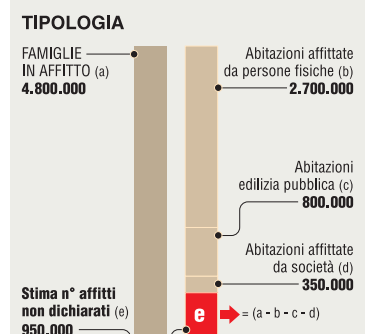 TIPOLOGIA
FAMIGLIE
IN AFFITTO (a)
4.800.000
Abitazioni affittate
da persone fisiche (b)
2.700.000
Abitazioni
edilizia pubblica (c)
800.000
Abitazioni affittate
da società (d)
350.000
Stima n° affitti
non dichiarati (e)
950.000
e
= (a - b - c - d)